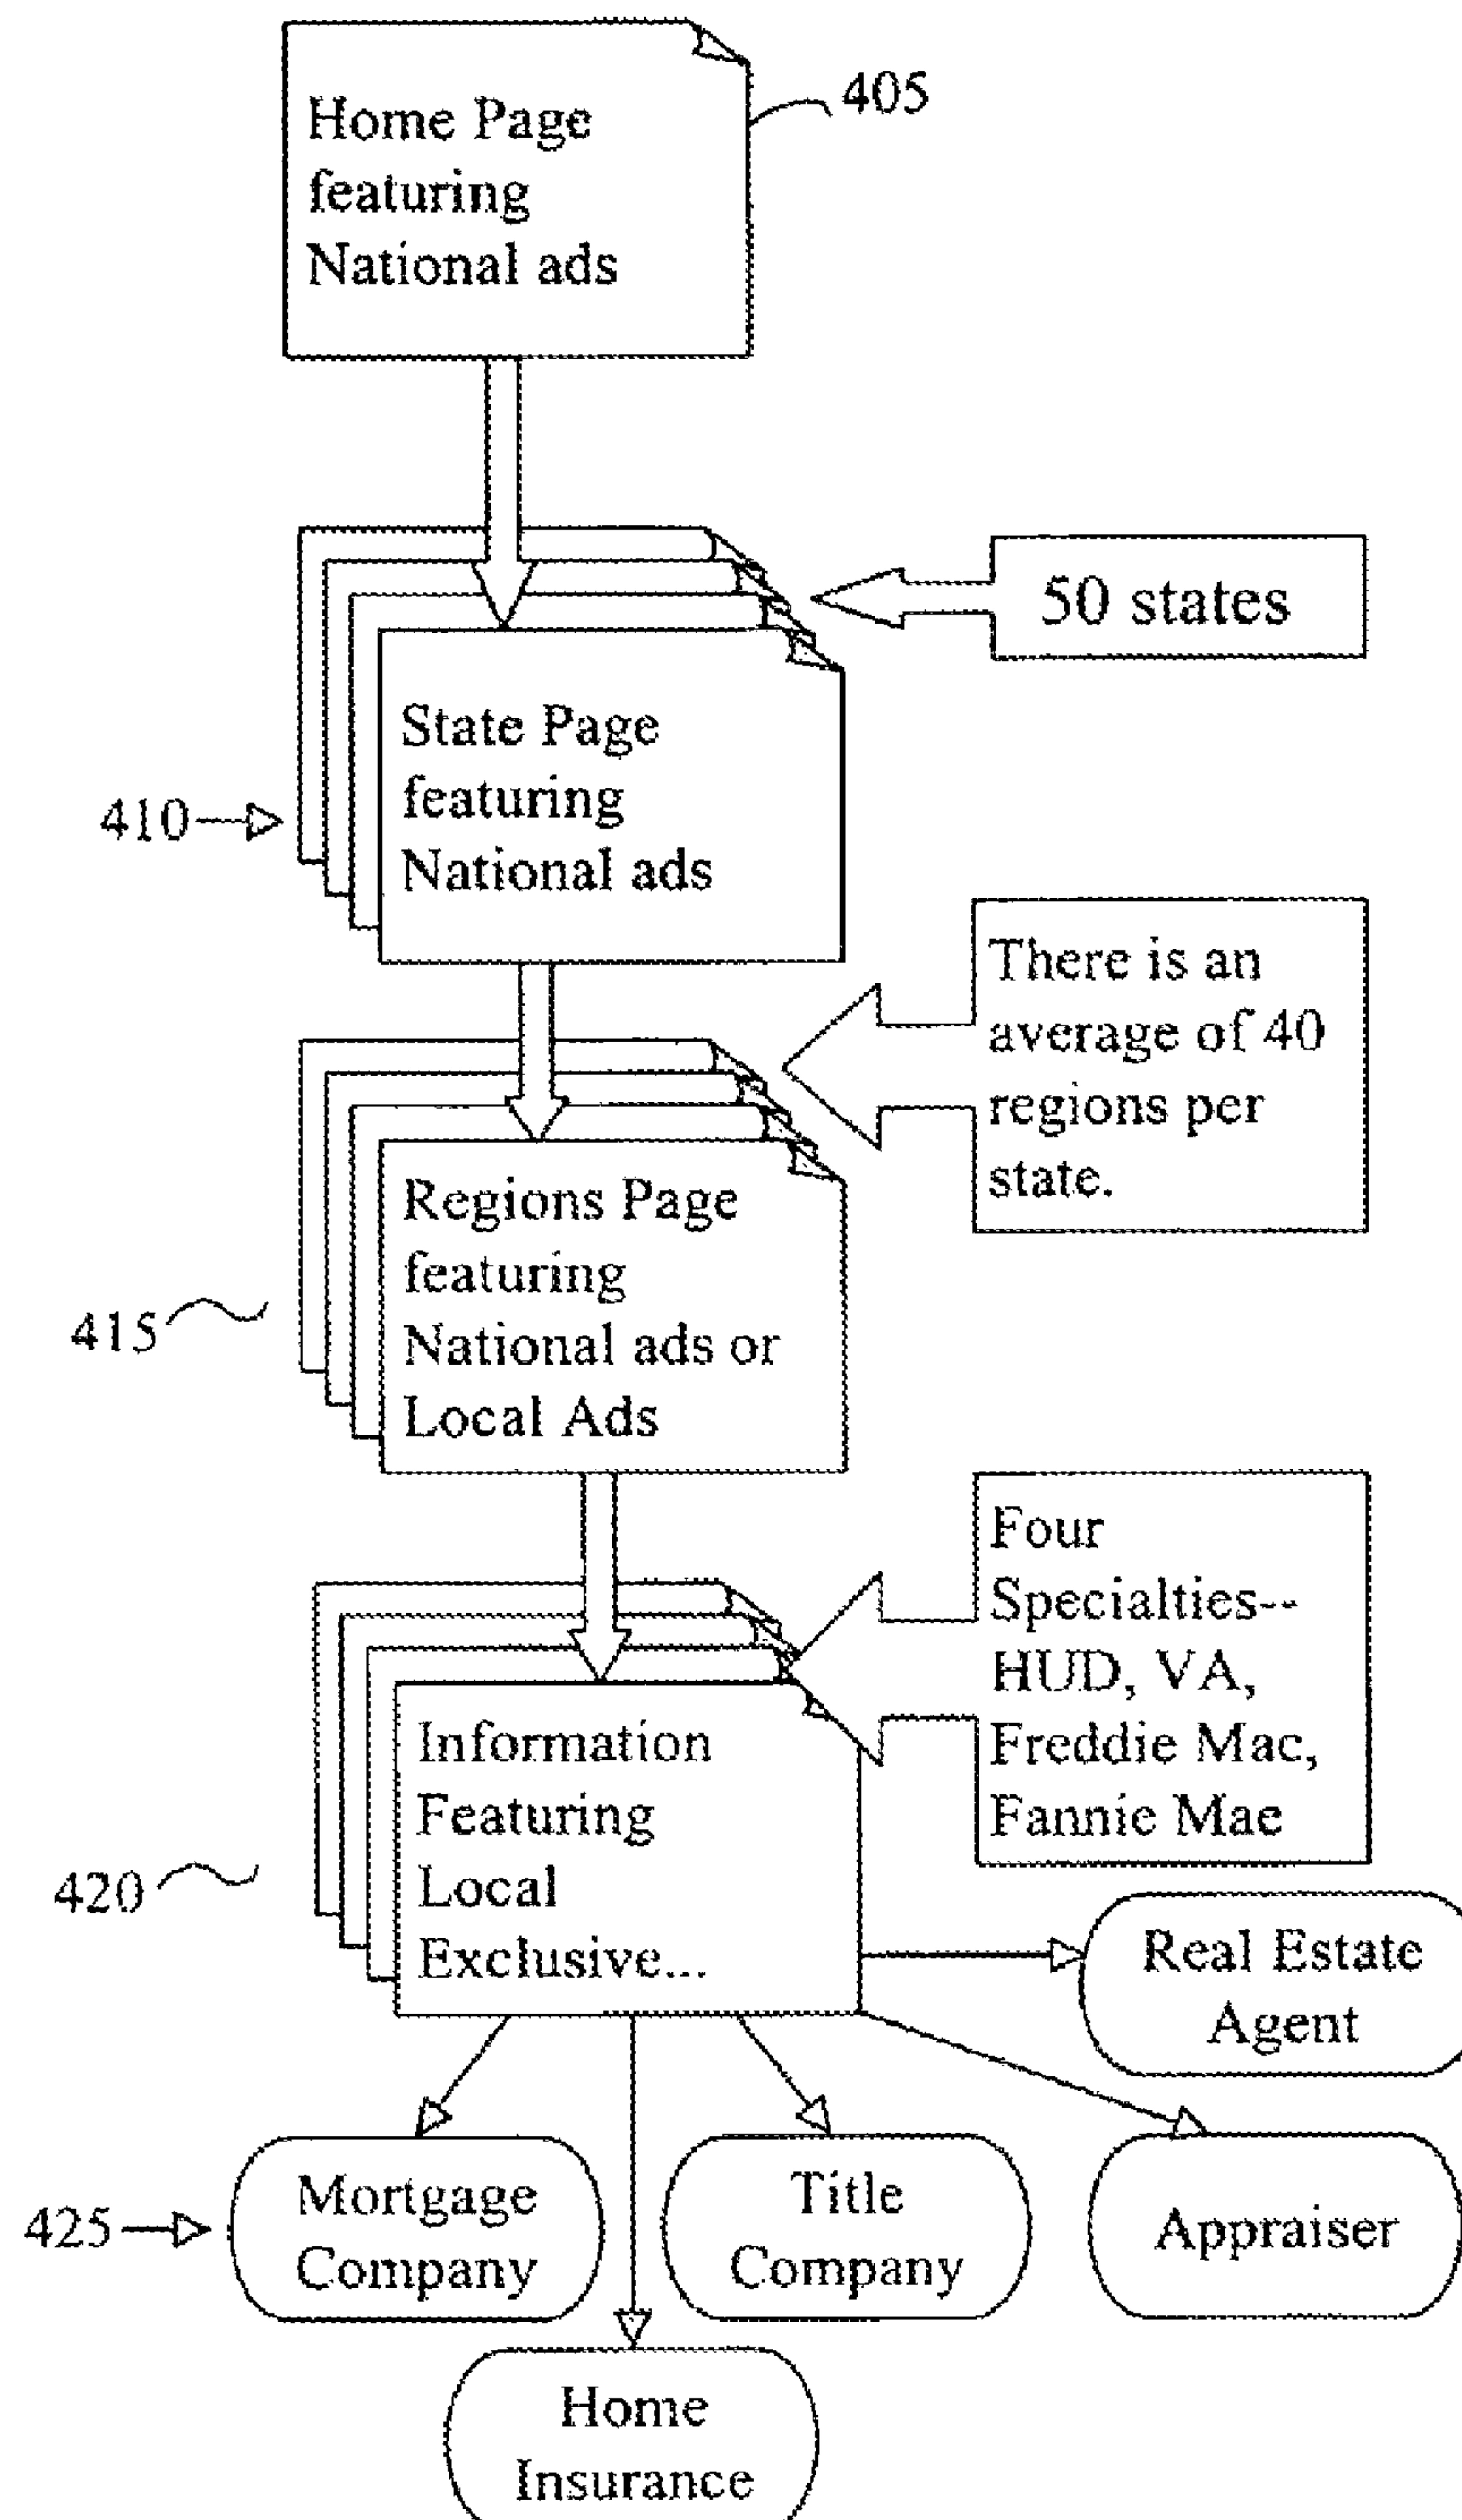 Home Page
featuring
National ads
405
50 states
State Page
featuring
National ads
410
There is an
average of 40
regions per
state.
Regions Page
featuring
National ads or
Local Ads
415
Four
Specialties--
HUD, VA,
Freddie Mac,
Fannie Mae
Information
Featuring
Local
Exclusive...
420
Real Estate
Agent
Mortgage
Company
425
Title
Company
Appraiser
Home
Insurance